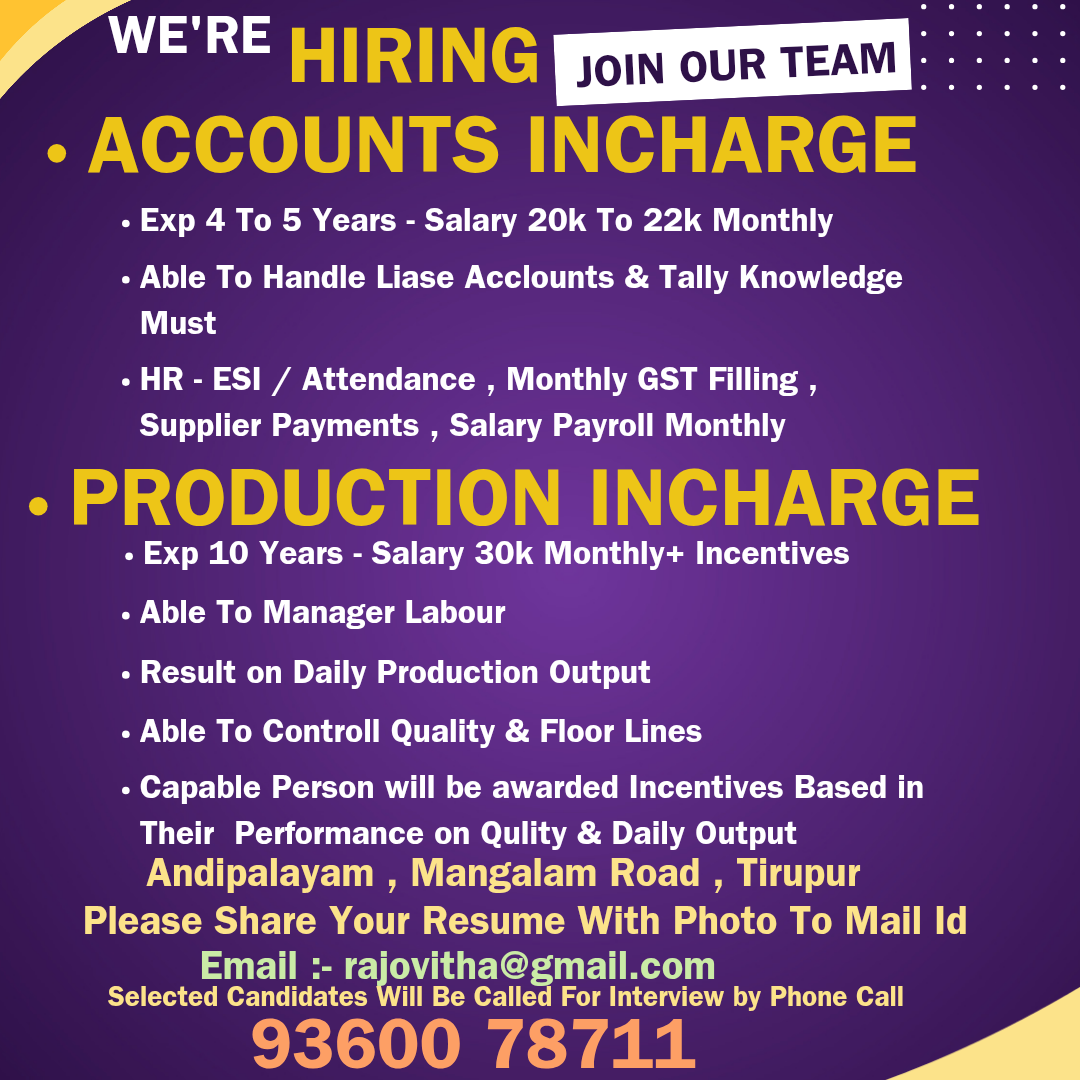 WE'RE HIRING JOIN OUR TEAM
• ACCOUNTS INCHARGE
• Exp 4 To 5 Years - Salary 20k To 22k Monthly
• Able To Handle Liase Acclounts & Tally Knowledge
Must
• HR - ESI / Attendance , Monthly GST Filling ,
Supplier Payments , Salary Payroll Monthly
• PRODUCTION INCHARGE
• Exp 10 Years - Salary 30k Monthly+ Incentives
• Able To Manager Labour
• Result on Daily Production Output
• Able To Controll Quality & Floor Lines
• Capable Person will be awarded Incentives Based in
Their Performance on Qulity & Daily Output
Andipalayam , Mangalam Road , Tirupur
Please Share Your Resume With Photo To Mail Id
Email :- rajovitha@gmail.com
Selected Candidates Will Be Called For Interview by Phone Call
93600 78711